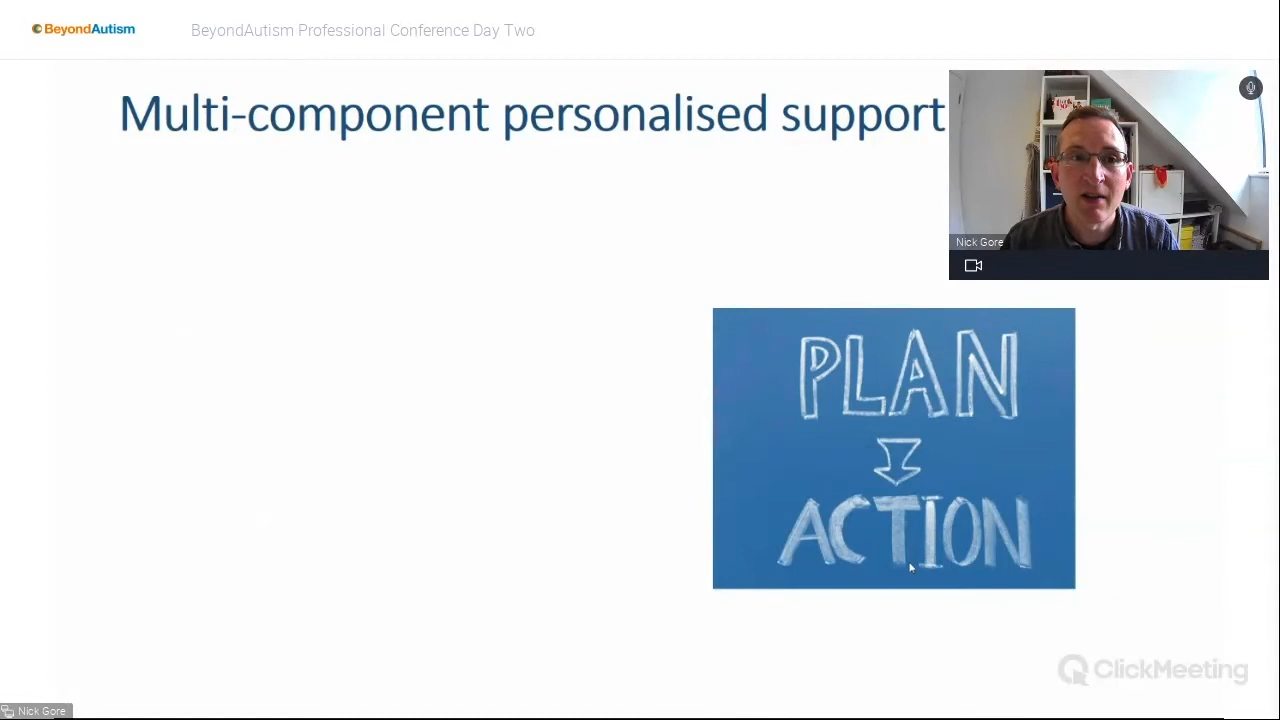 BeyondAutism
BeyondAutism Professional Conference Day Two
Multi-component personalised support
Nick Gore
PLAN
ACTION
ClickMeeting
Nick Gore